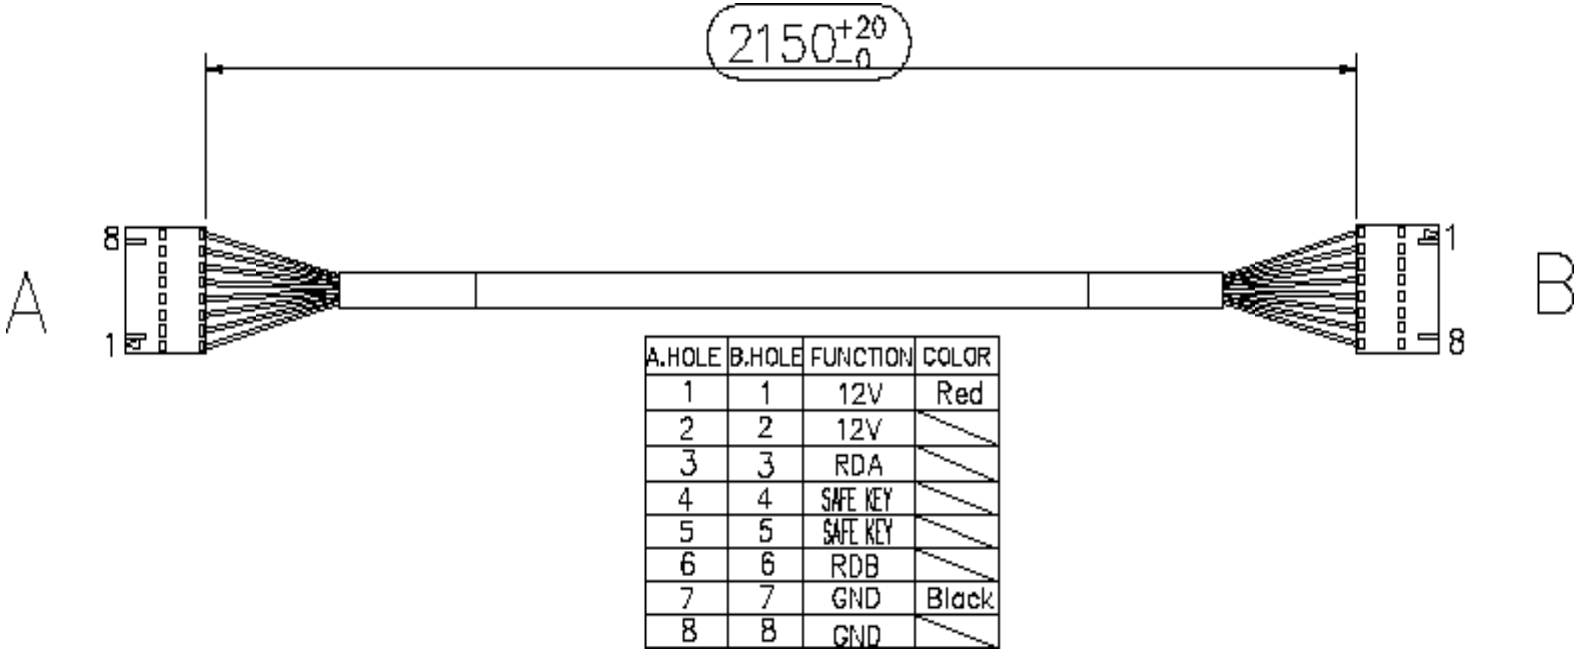 2150+20-0
8 1
A B
1 8
A.HOLE B.HOLE FUNCTION COLOR
1 1 12V Red
2 2 12V
3 3 RDA
4 4 SAFE KEY
5 5 SAFE KEY
6 6 RDB
7 7 GND Black
8 8 GND